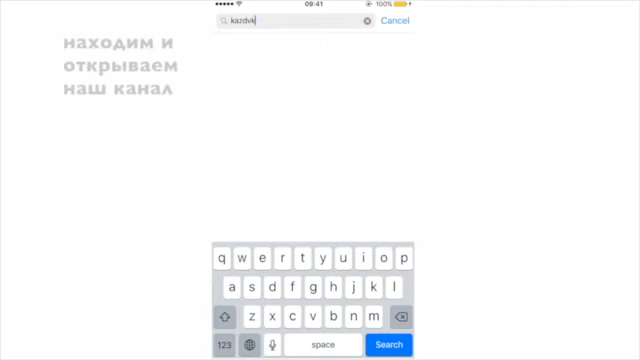 09:41
100%
kazdvk
Cancel
находим и
открываем
наш канал
q w e r t y u i o p
a s d f g h j k l
z x c v b n m
123
space
Search